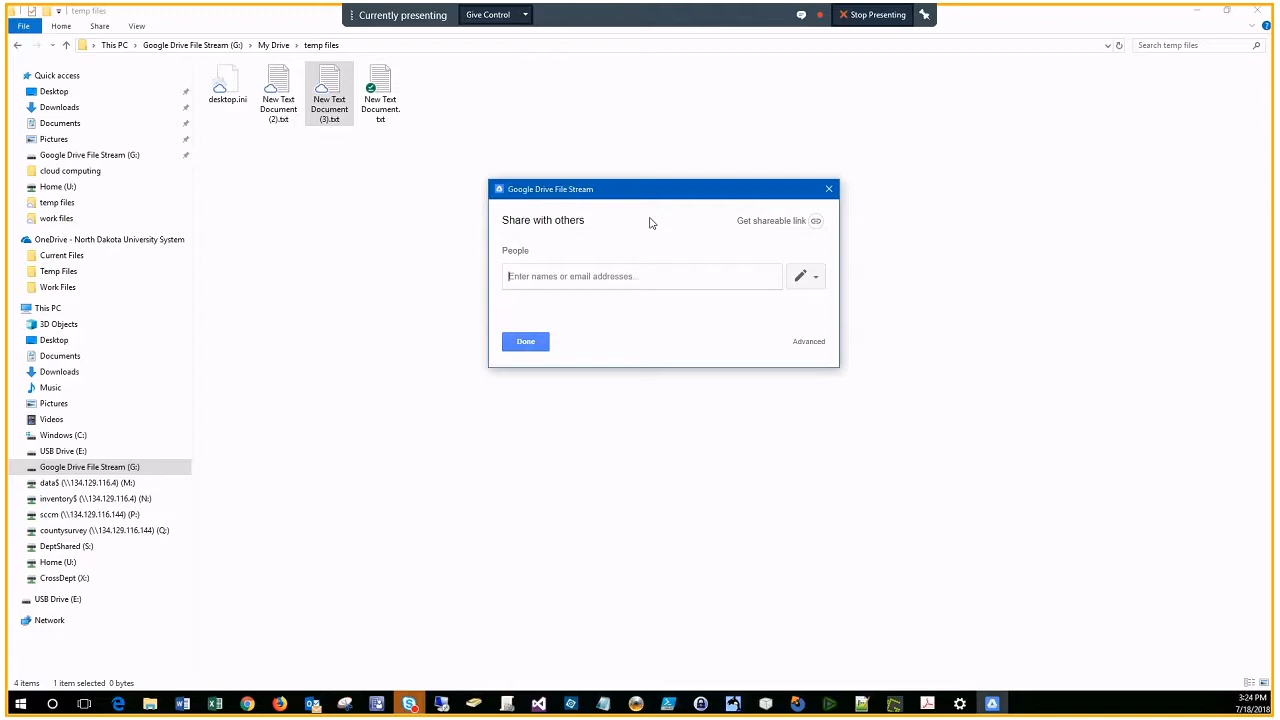 temp files
Currently presenting
Give Control
Stop Presenting
File
Home
Share
View
This PC
Google Drive File Stream (G:)
My Drive
temp files
Search temp files
Quick access
Desktop
Downloads
Documents
Pictures
Google Drive File Stream (G:)
cloud computing
Home (U:)
temp files
work files
OneDrive - North Dakota University System
Current Files
Temp Files
Work Files
This PC
3D Objects
Desktop
Documents
Downloads
Music
Pictures
Videos
Windows (C:)
USB Drive (E:)
Google Drive File Stream (G:)
data$ (\\134.129.116.4) (M:)
inventory$ (\\134.129.116.4) (N:)
sccm (\\134.129.116.144) (P:)
countysurvey (\\134.129.116.144) (Q:)
DeptShared (S:)
Home (U:)
CrossDept (X:)
USB Drive (E:)
Network
desktop.ini
New Text
Document
(2).txt
New Text
Document
(3).txt
New Text
Document.
txt
Google Drive File Stream
Share with others
Get shareable link
People
Enter names or email addresses...
Done
Advanced
4 items
1 item selected 0 bytes
3:24 PM
7/18/2018